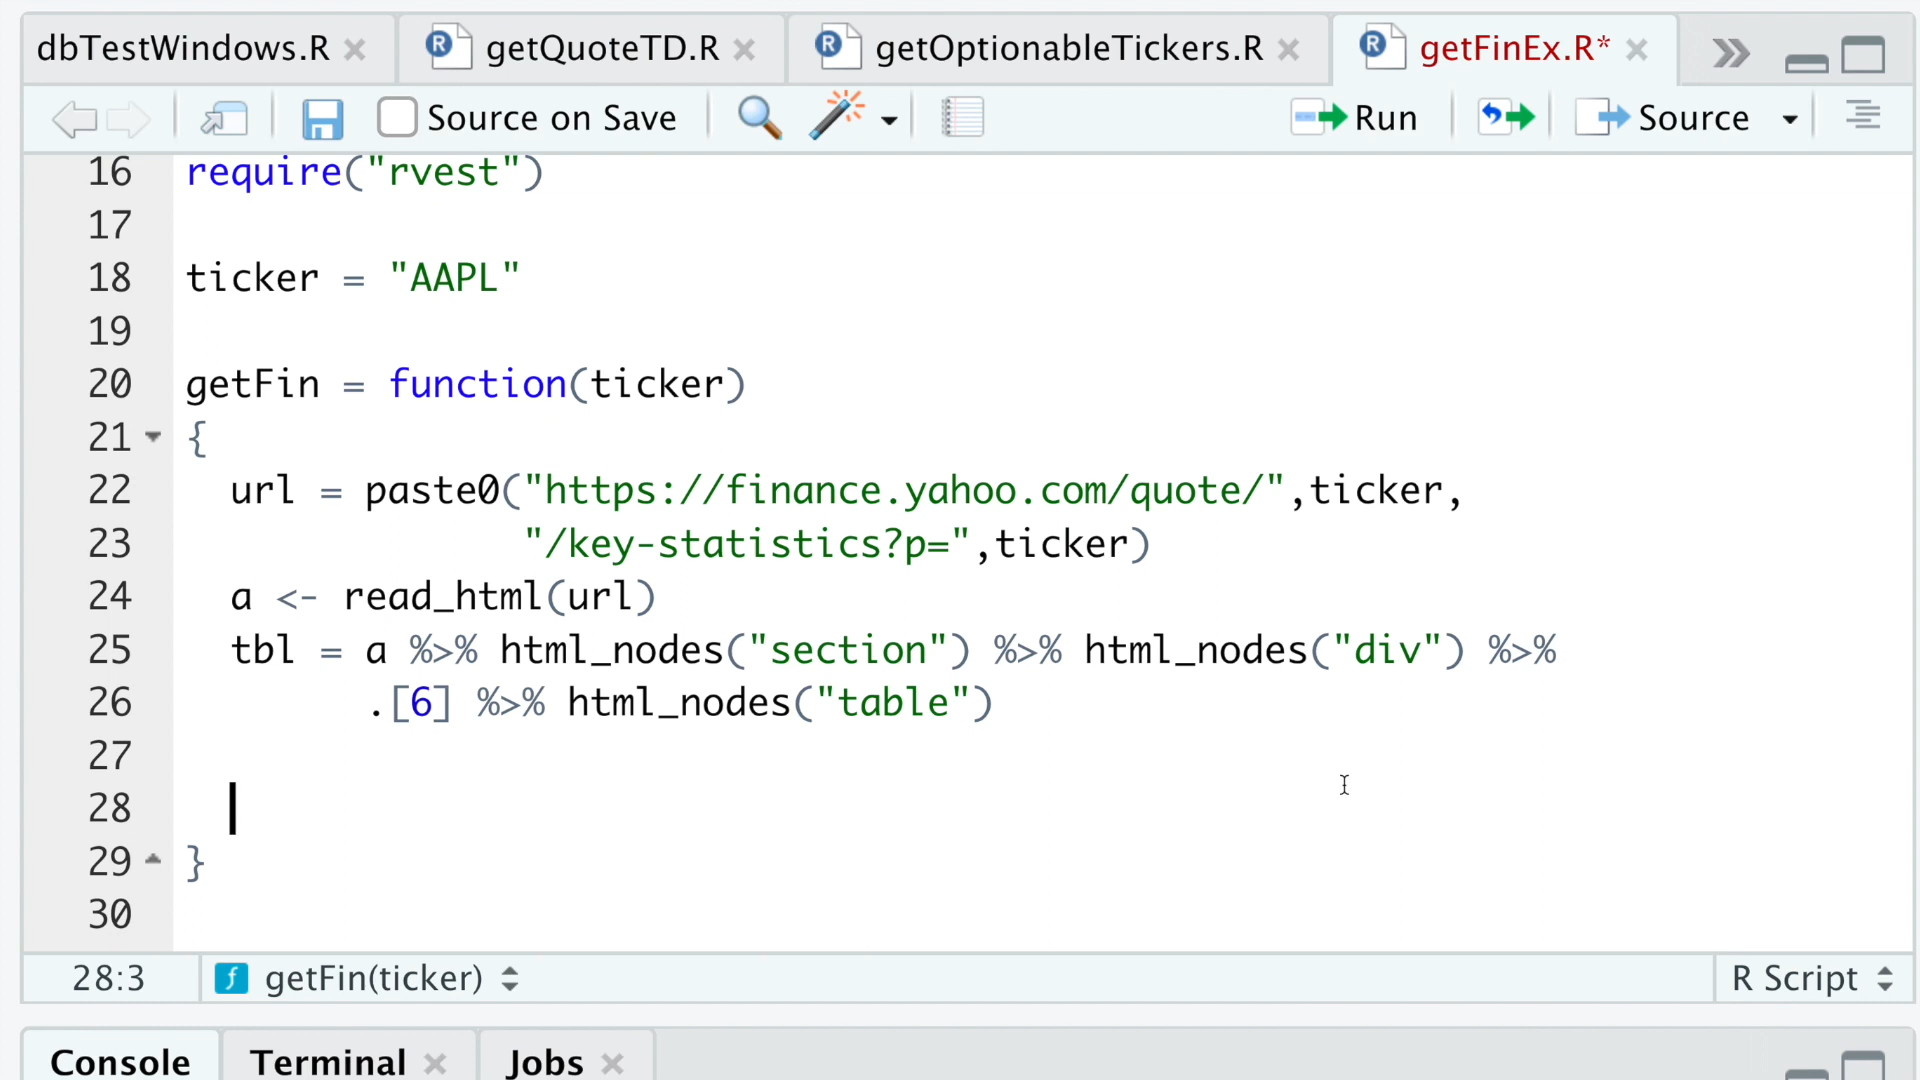 dbTestWindows.R getQuoteTD.R getOptionableTickers.R getFinEx.R*
Source on Save Run Source
16 require("rvest")
17
18 ticker = "AAPL"
19
20 getFin = function(ticker)
21 {
22 url = paste0("https://finance.yahoo.com/quote/",ticker,
23 "/key-statistics?p=",ticker)
24 a <- read_html(url)
25 tbl = a %>% html_nodes("section") %>% html_nodes("div") %>%
26 .[6] %>% html_nodes("table")
27
28
29 }
30
28:3 getFin(ticker) R Script
Console Terminal Jobs